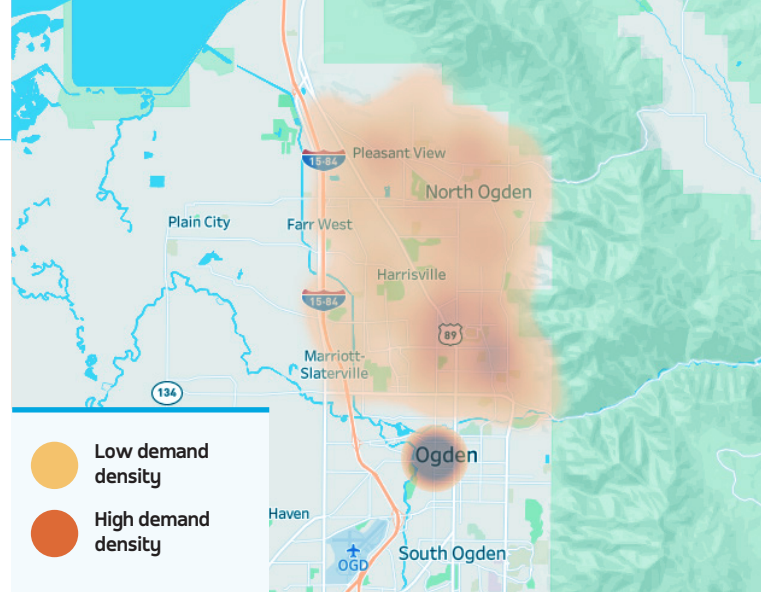 15-84
Pleasant View
North Ogden
Plain City
Farr West
Harrisville
15-84
89
Marriott-
Slaterville
134
Ogden
Low demand
density
High demand
density
Haven
South Ogden
OGD